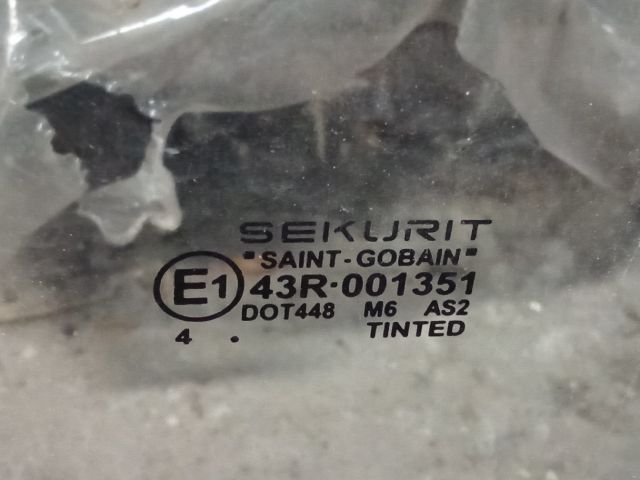 SEKURIT
"SAINT-GOBAIN"
E1 43R·001351
DOT448 M6 AS2
4 . TINTED